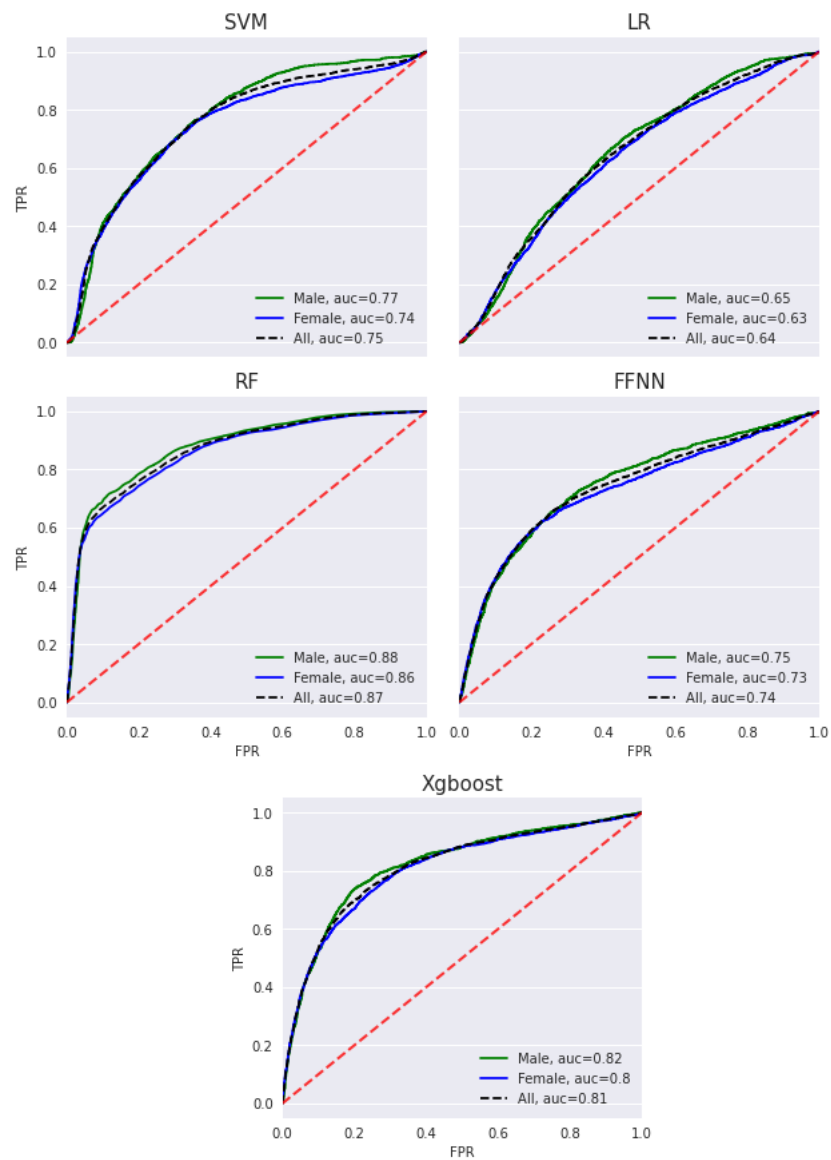 SVM
LR
1.0
0.8
0.6
0.4
0.2
0.0
TPR
Male, auc=0.77
Female, auc=0.74
All, auc=0.75
Male, auc=0.65
Female, auc=0.63
All, auc=0.64
RF
FFNN
1.0
0.8
0.6
0.4
0.2
0.0
TPR
Male, auc=0.88
Female, auc=0.86
All, auc=0.87
0.0 0.2 0.4 0.6 0.8 1.0
FPR
Male, auc=0.75
Female, auc=0.73
All, auc=0.74
0.0 0.2 0.4 0.6 0.8 1.0
FPR
Xgboost
1.0
0.8
0.6
0.4
0.2
0.0
TPR
Male, auc=0.82
Female, auc=0.8
All, auc=0.81
0.0 0.2 0.4 0.6 0.8 1.0
FPR